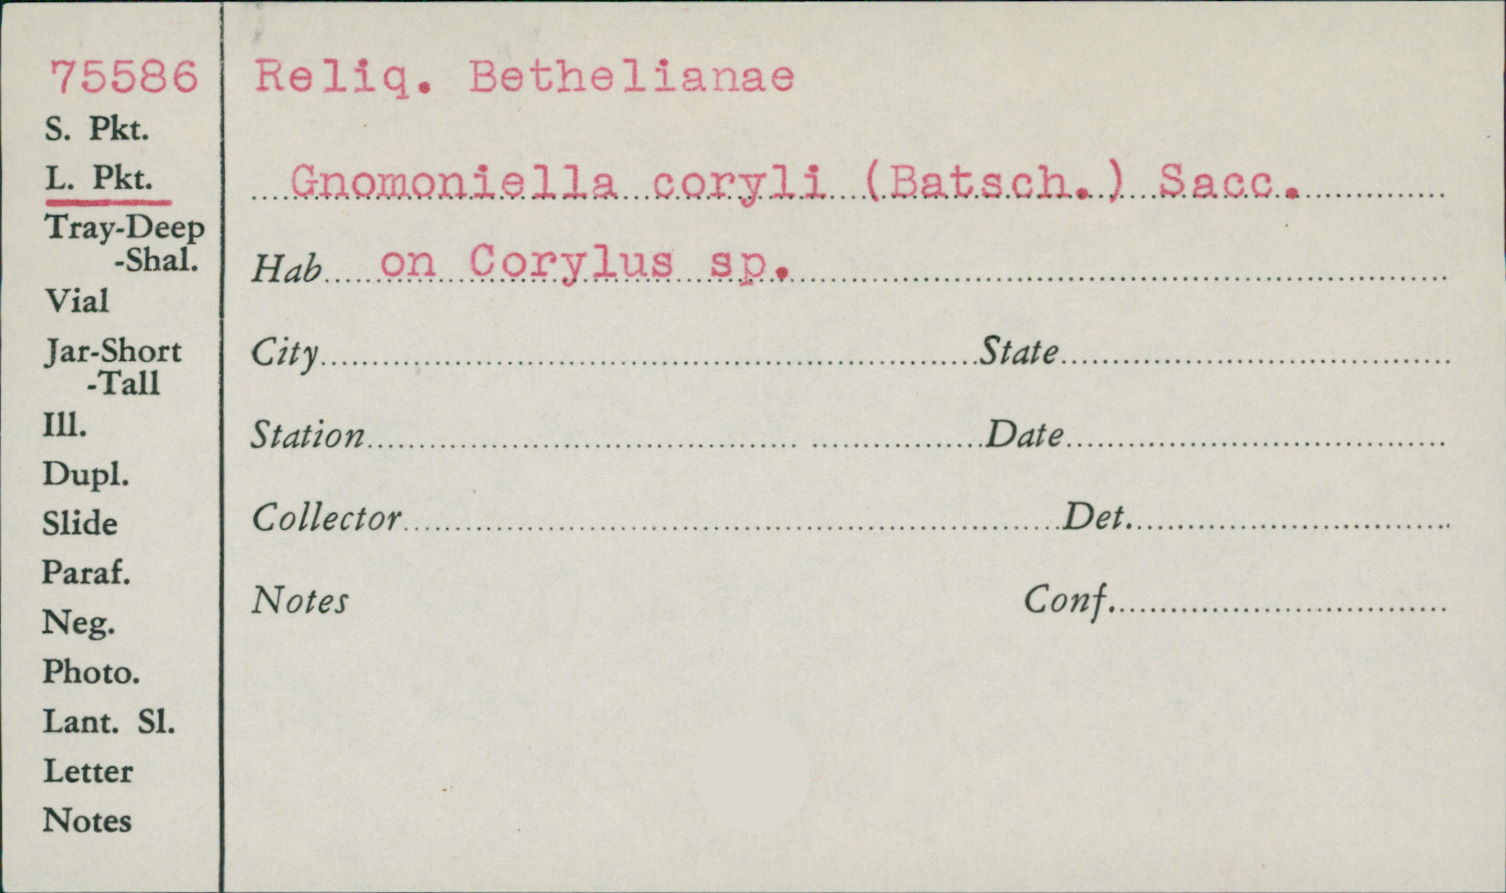 75586
S. Pkt.
L. Pkt.
Tray-Deep
-Shal.
Vial
Jar-Short
-Tall
Ill.
Dupl.
Slide
Paraf.
Neg.
Photo.
Lant. Sl.
Letter
Notes
Reliq. Bethelianae
Gnomoniella coryli (Batsch.) Sacc.
Hab on Corylus sp.
City State
Station Date
Collector Det.
Notes Conf.